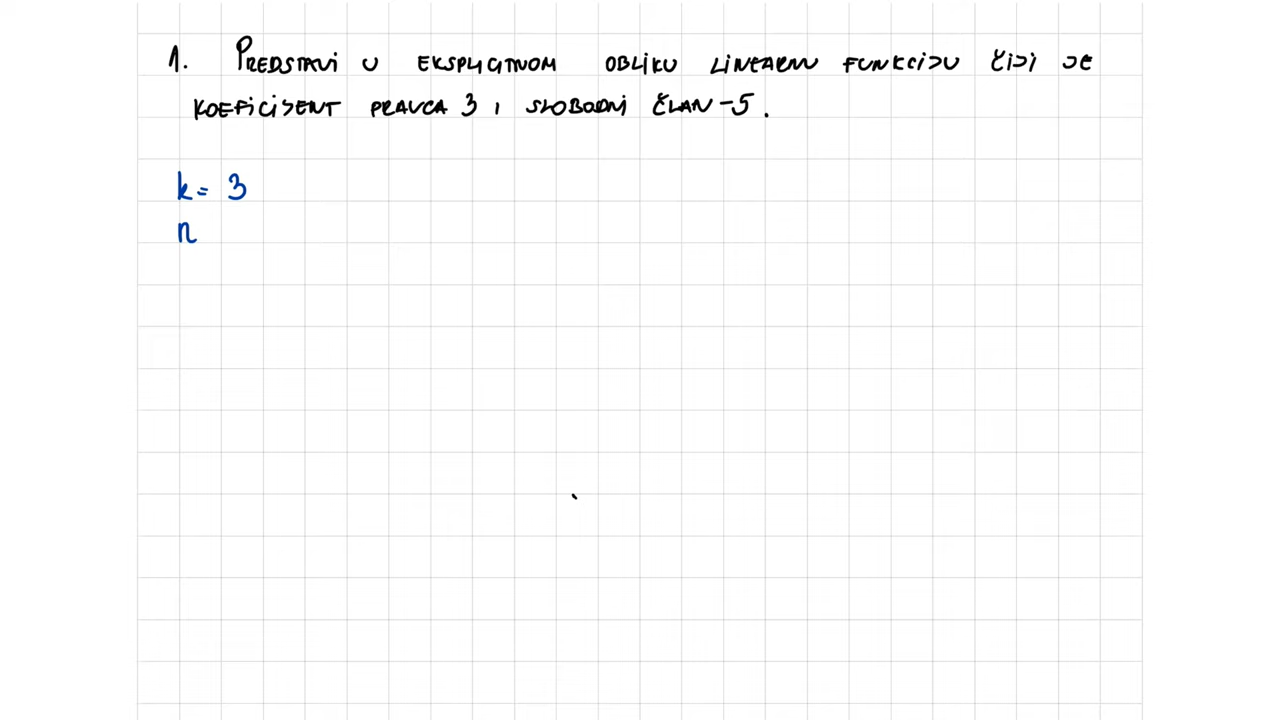 1. PREDSTAVI U EKSPLICITNOM OBLIKU LINEARNU FUNKCIJU ČIJI JE
KOEFICIJENT PRAVCA 3 I SLOBODNI ČLAN -5.
k= 3
n